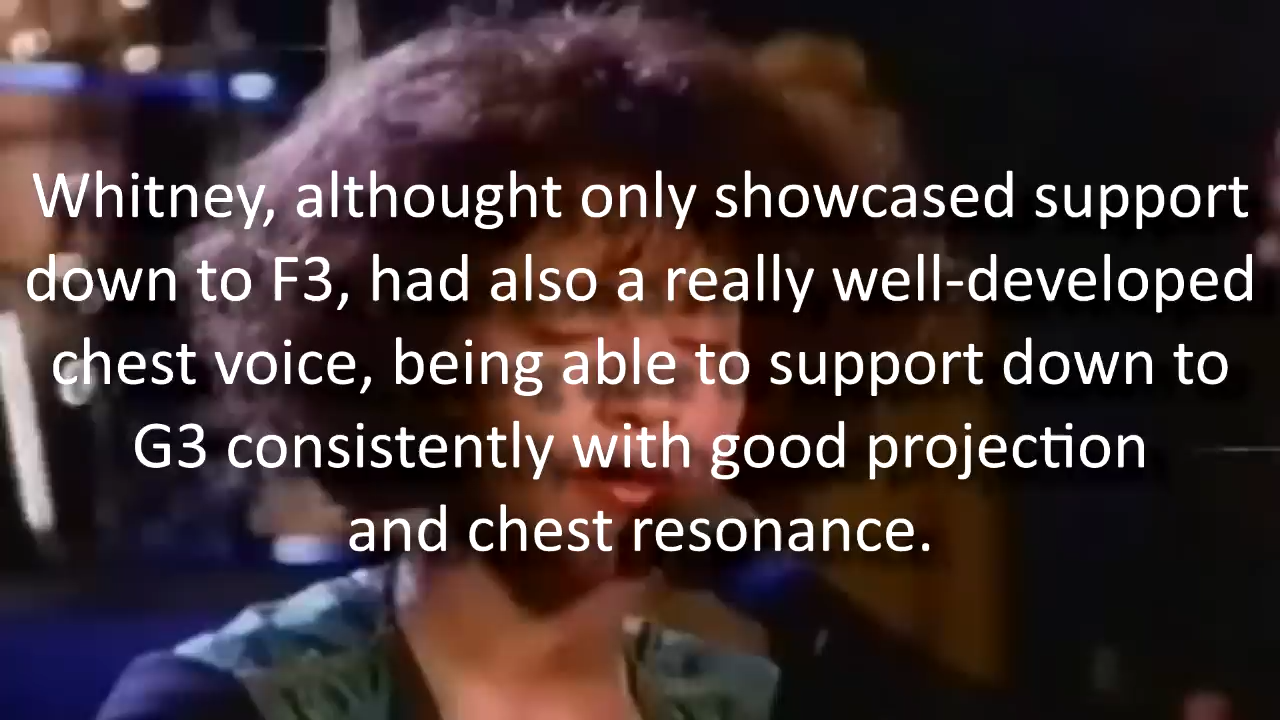 Whitney, althought only showcased support
down to F3, had also a really well-developed
chest voice, being able to support down to
G3 consistently with good projection
and chest resonance.